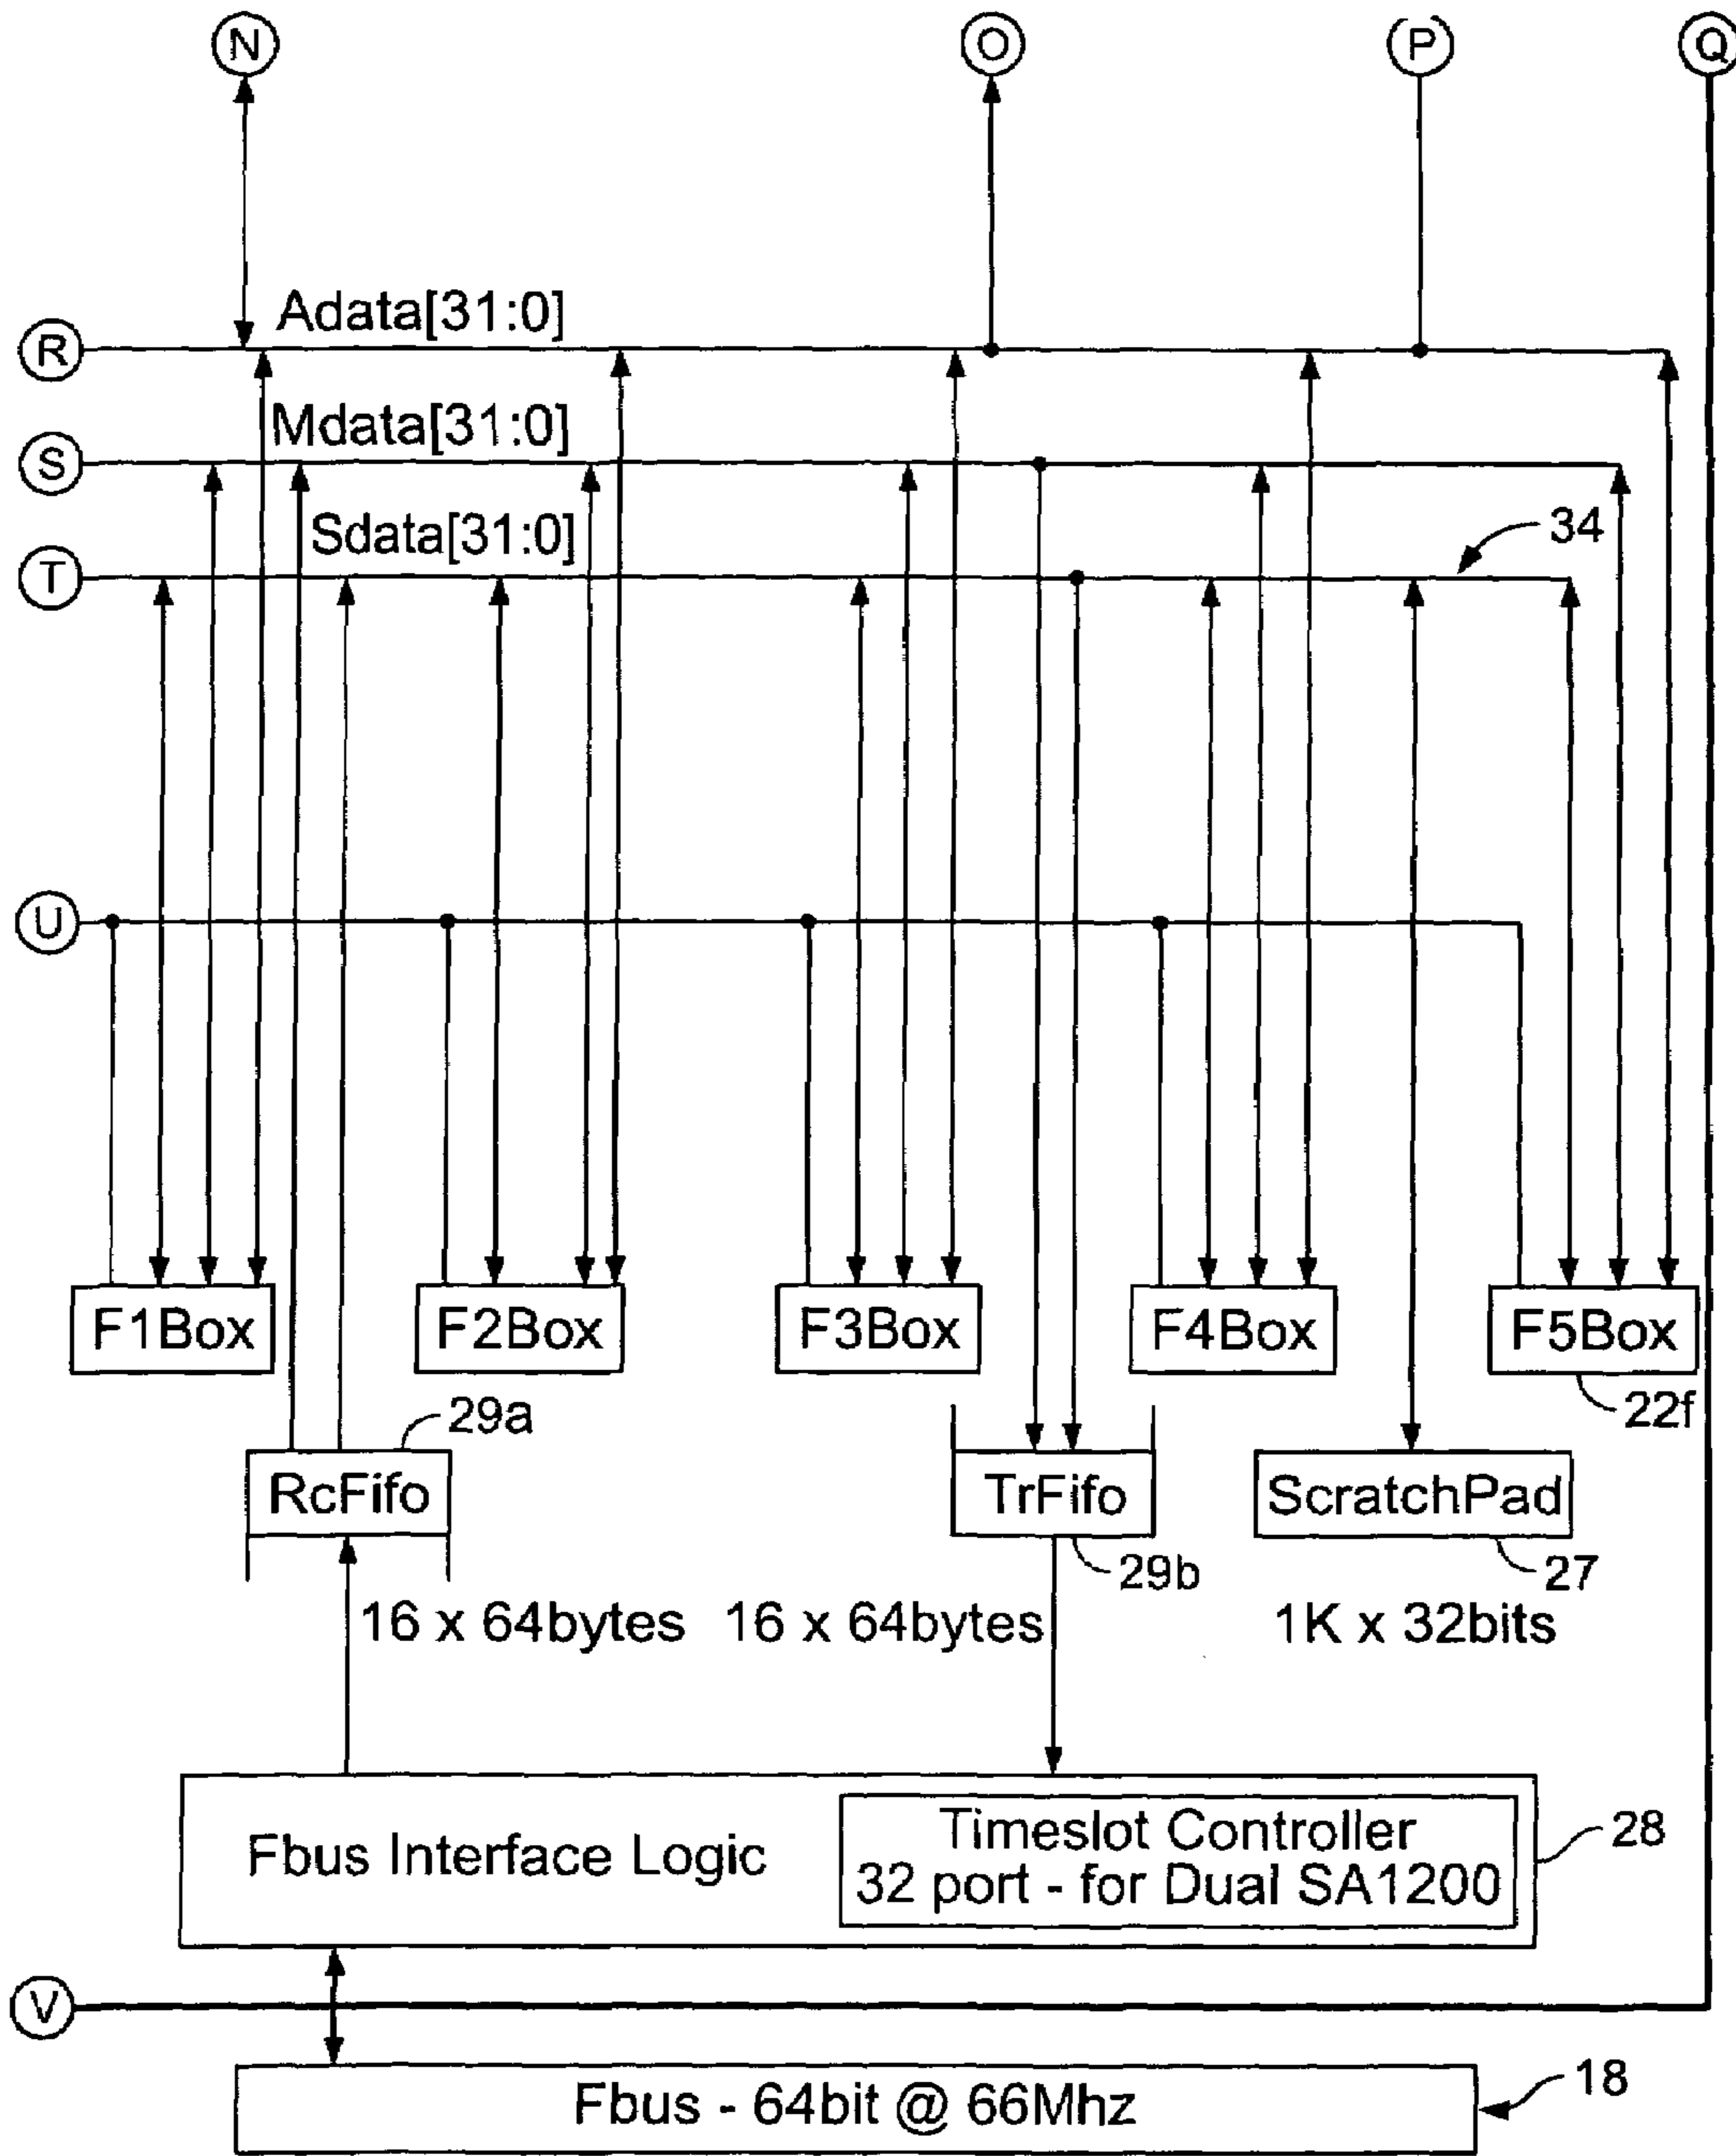 N
O
P
Q
Adata[31:0]
R
Mdata[31:0]
S
Sdata[31:0]
34
T
U
F1Box
F2Box
F3Box
F4Box
F5Box
29a
22f
RcFifo
TrFifo
ScratchPad
29b
27
16 x 64bytes
16 x 64bytes
1K x 32bits
Fbus Interface Logic
Timeslot Controller
32 port - for Dual SA1200
28
V
Fbus - 64bit @ 66Mhz
18